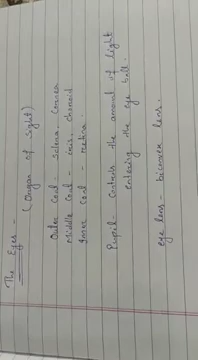 The Eyes -
(Organ of Sight)
Outer coat - Sclera, Cornea
Middle coat - iris, choroid
Inner coat - retina.
Pupil - Controls the amount of light
entering the eye ball.
eye lens - biconvex lens.